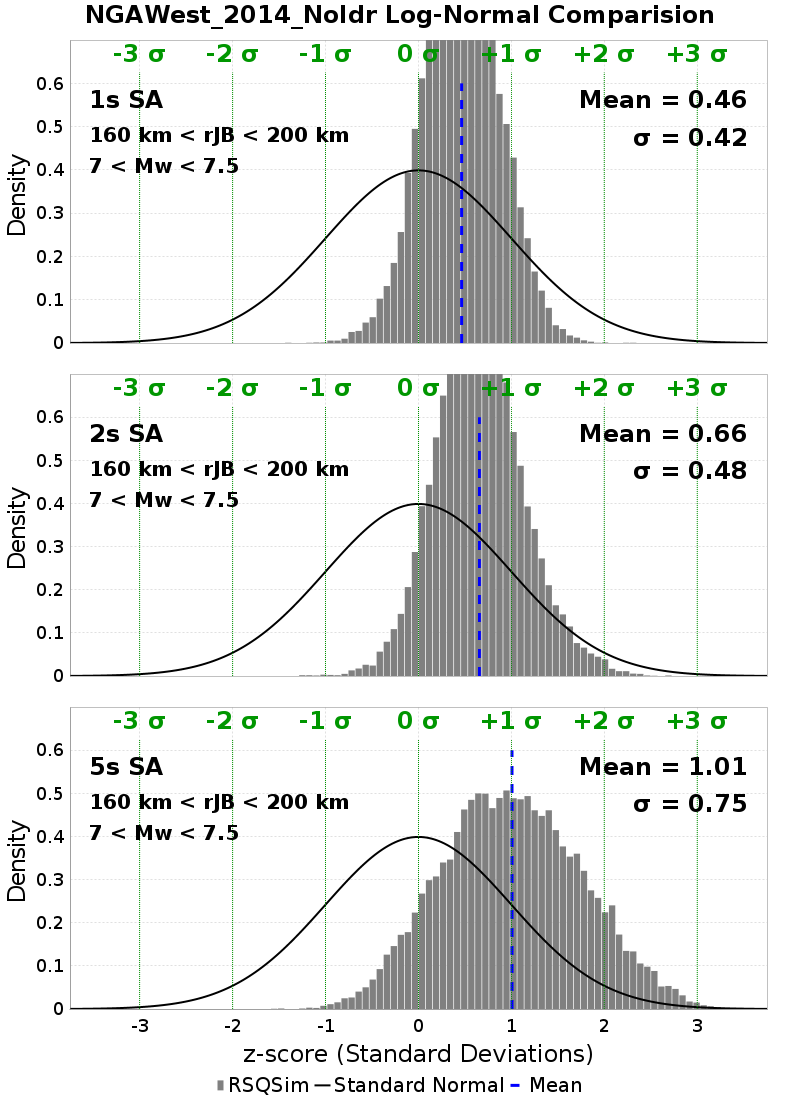 NGAWest_2014_NoIdr Log-Normal Comparision
-3 σ -2 σ -1 σ 0 σ +1 σ +2 σ +3 σ
0.6
1s SA Mean = 0.46
0.5
160 km < rJB < 200 km σ = 0.42
7 < Mw < 7.5
0.4
0.3
0.2
0.1
0
Density
-3 σ -2 σ -1 σ 0 σ +1 σ +2 σ +3 σ
0.6
2s SA Mean = 0.66
0.5
160 km < rJB < 200 km σ = 0.48
7 < Mw < 7.5
0.4
0.3
0.2
0.1
0
Density
-3 σ -2 σ -1 σ 0 σ +1 σ +2 σ +3 σ
0.6
5s SA Mean = 1.01
0.5
160 km < rJB < 200 km σ = 0.75
7 < Mw < 7.5
0.4
0.3
0.2
0.1
0
Density
-3 -2 -1 0 1 2 3
z-score (Standard Deviations)
RSQSim Standard Normal Mean